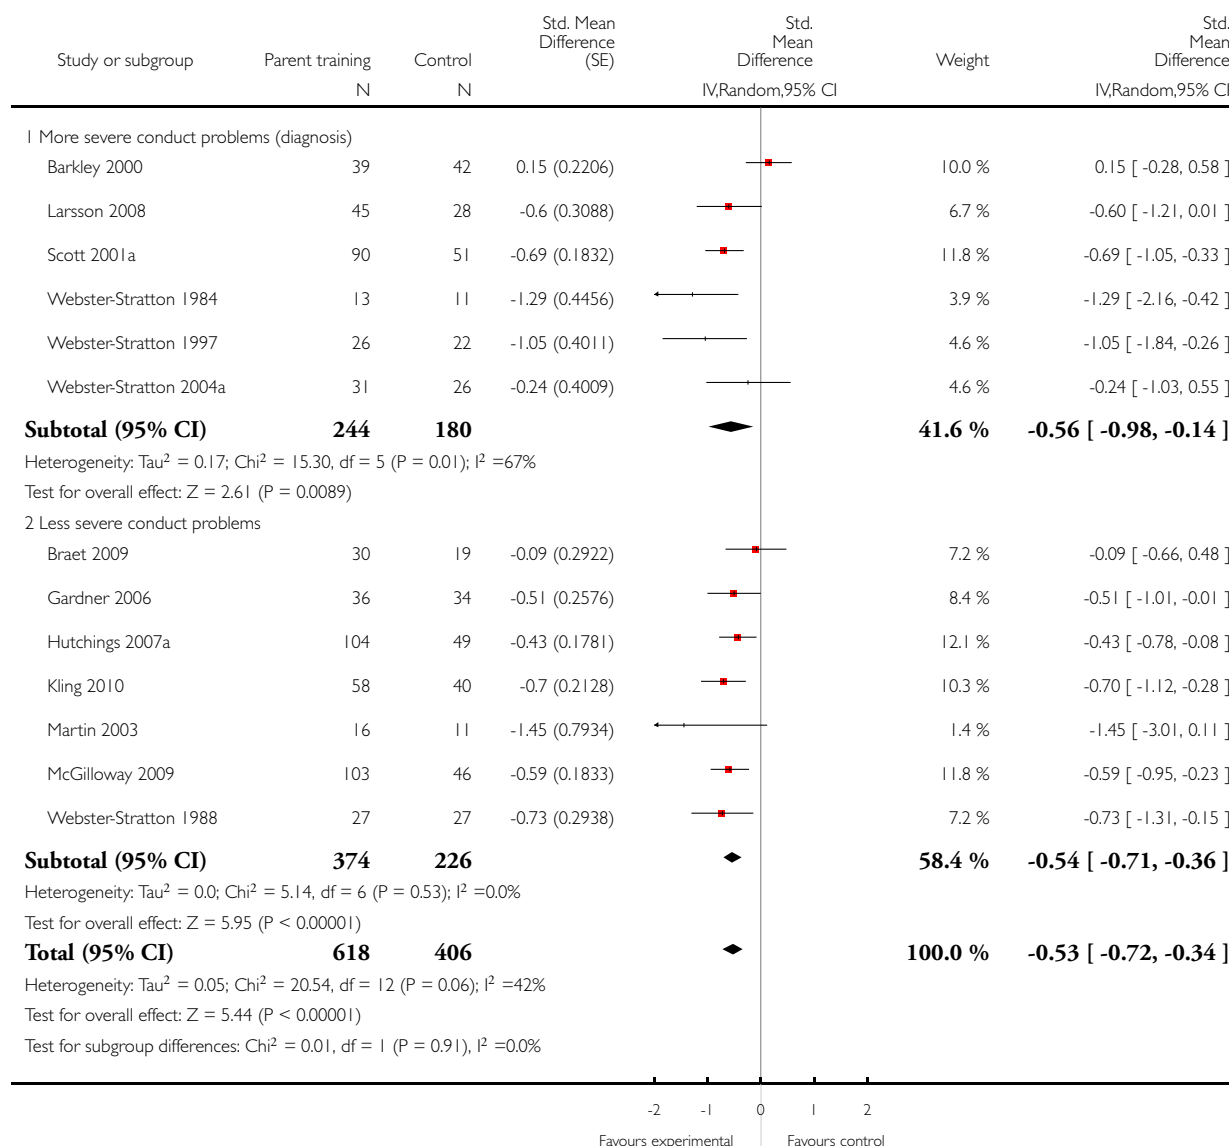 Study or subgroup Parent training Control Std. Mean Difference (SE) Std. Mean Difference Weight Std. Mean Difference
N N IV,Random,95% CI IV,Random,95% CI
1 More severe conduct problems (diagnosis)
Barkley 2000 39 42 0.15 (0.2206) 10.0 % 0.15 [ -0.28, 0.58 ]
Larsson 2008 45 28 -0.6 (0.3088) 6.7 % -0.60 [ -1.21, 0.01 ]
Scott 2001a 90 51 -0.69 (0.1832) 11.8 % -0.69 [ -1.05, -0.33 ]
Webster-Stratton 1984 13 11 -1.29 (0.4456) 3.9 % -1.29 [ -2.16, -0.42 ]
Webster-Stratton 1997 26 22 -1.05 (0.4011) 4.6 % -1.05 [ -1.84, -0.26 ]
Webster-Stratton 2004a 31 26 -0.24 (0.4009) 4.6 % -0.24 [ -1.03, 0.55 ]
Subtotal (95% CI) 244 180 41.6 % -0.56 [ -0.98, -0.14 ]
Heterogeneity: Tau² = 0.17; Chi² = 15.30, df = 5 (P = 0.01); I² =67%
Test for overall effect: Z = 2.61 (P = 0.0089)
2 Less severe conduct problems
Braet 2009 30 19 -0.09 (0.2922) 7.2 % -0.09 [ -0.66, 0.48 ]
Gardner 2006 36 34 -0.51 (0.2576) 8.4 % -0.51 [ -1.01, -0.01 ]
Hutchings 2007a 104 49 -0.43 (0.1781) 12.1 % -0.43 [ -0.78, -0.08 ]
Kling 2010 58 40 -0.7 (0.2128) 10.3 % -0.70 [ -1.12, -0.28 ]
Martin 2003 16 11 -1.45 (0.7934) 1.4 % -1.45 [ -3.01, 0.11 ]
McGilloway 2009 103 46 -0.59 (0.1833) 11.8 % -0.59 [ -0.95, -0.23 ]
Webster-Stratton 1988 27 27 -0.73 (0.2938) 7.2 % -0.73 [ -1.31, -0.15 ]
Subtotal (95% CI) 374 226 58.4 % -0.54 [ -0.71, -0.36 ]
Heterogeneity: Tau² = 0.0; Chi² = 5.14, df = 6 (P = 0.53); I² =0.0%
Test for overall effect: Z = 5.95 (P < 0.00001)
Total (95% CI) 618 406 100.0 % -0.53 [ -0.72, -0.34 ]
Heterogeneity: Tau² = 0.05; Chi² = 20.54, df = 12 (P = 0.06); I² =42%
Test for overall effect: Z = 5.44 (P < 0.00001)
Test for subgroup differences: Chi² = 0.01, df = 1 (P = 0.91), I² =0.0%
-2 -1 0 1 2
Favours experimental Favours control